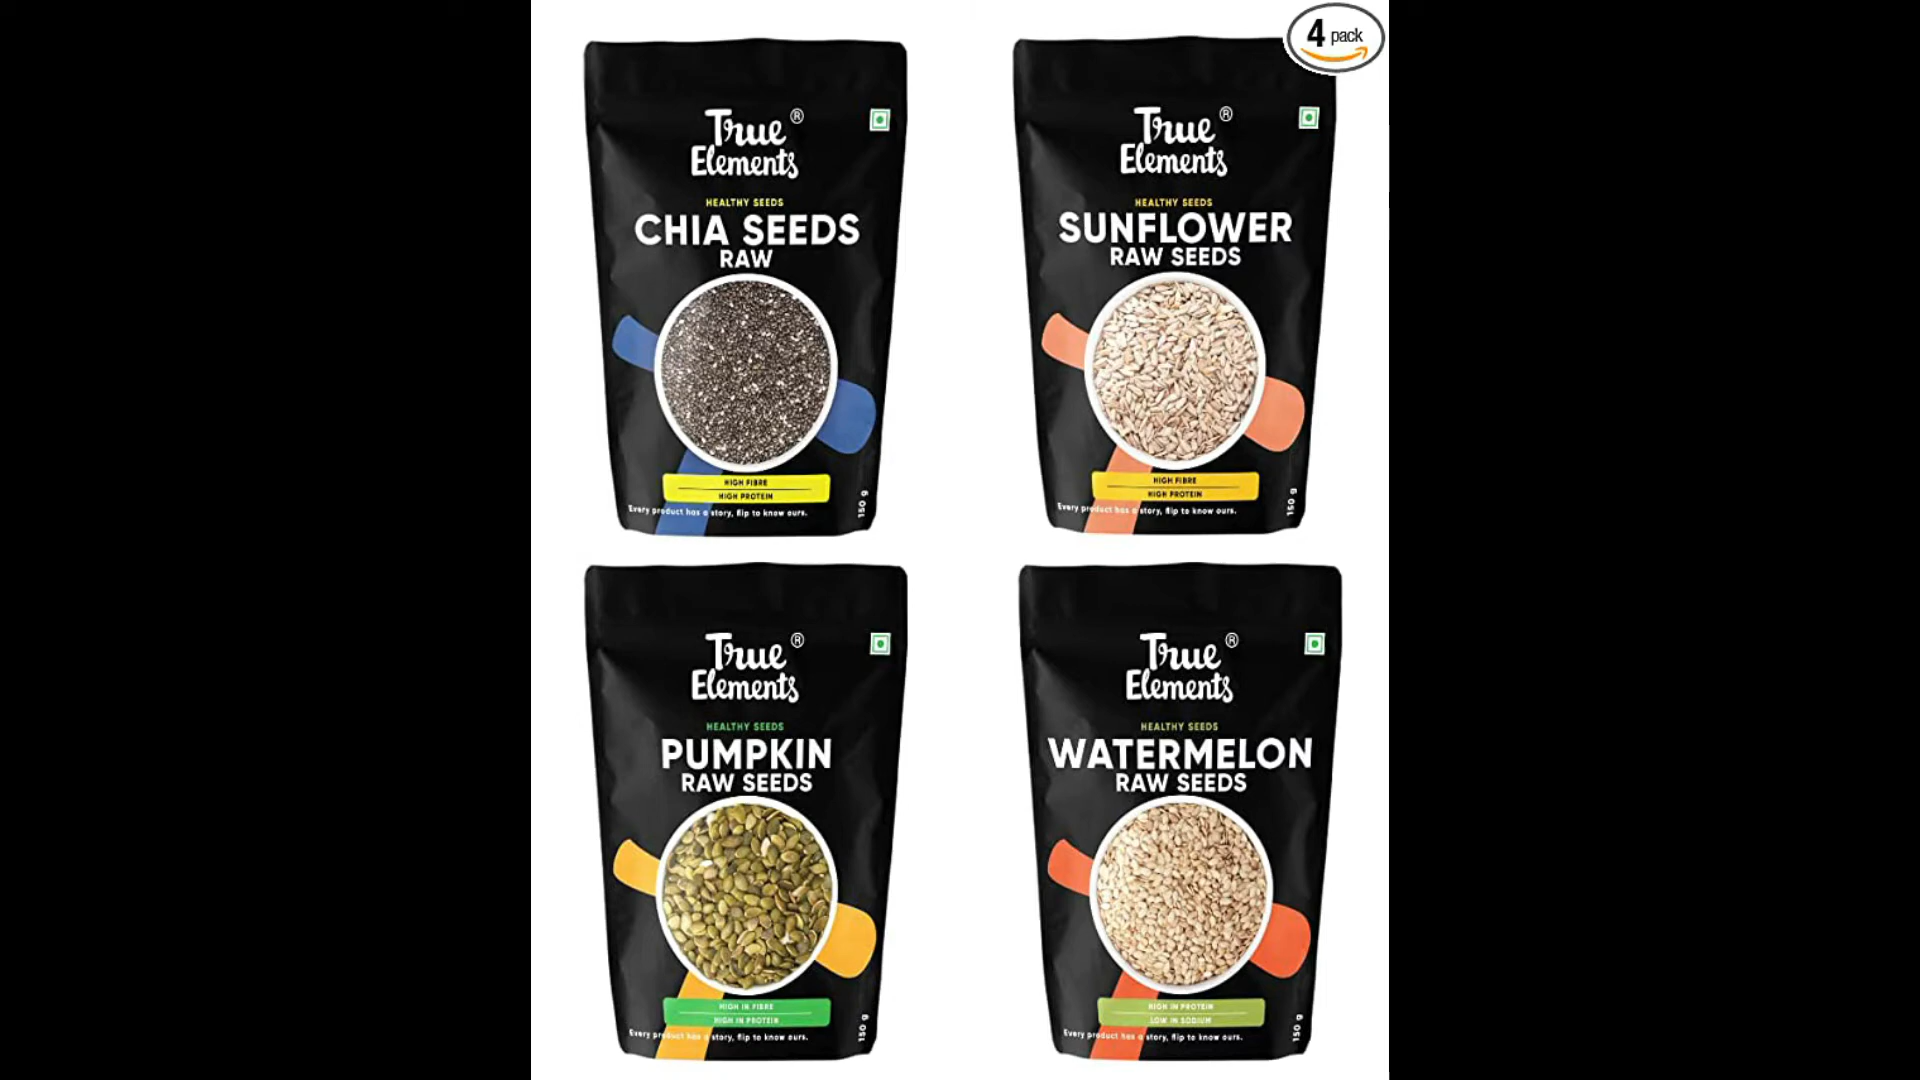 4 pack
True ®
Elements
HEALTHY SEEDS
CHIA SEEDS
RAW
HIGH FIBRE
HIGH PROTEIN
Every product has a story, flip to know ours.
150 g
True ®
Elements
HEALTHY SEEDS
SUNFLOWER
RAW SEEDS
HIGH FIBRE
HIGH PROTEIN
Every product has a story, flip to know ours.
150 g
True ®
Elements
HEALTHY SEEDS
PUMPKIN
RAW SEEDS
HIGH IN FIBRE
HIGH IN PROTEIN
Every product has a story, flip to know ours.
150 g
True ®
Elements
HEALTHY SEEDS
WATERMELON
RAW SEEDS
HIGH IN PROTEIN
LOW IN SODIUM
Every product has a story, flip to know ours.
150 g